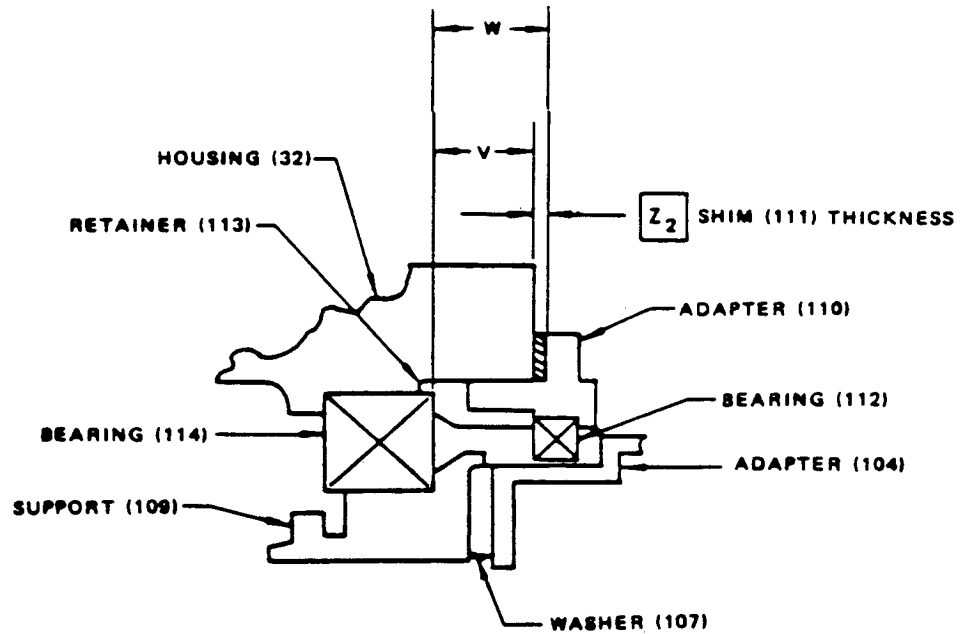 W
V
HOUSING (32)
Z2 SHIM (111) THICKNESS
RETAINER (113)
ADAPTER (110)
BEARING (112)
BEARING (114)
ADAPTER (104)
SUPPORT (109)
WASHER (107)